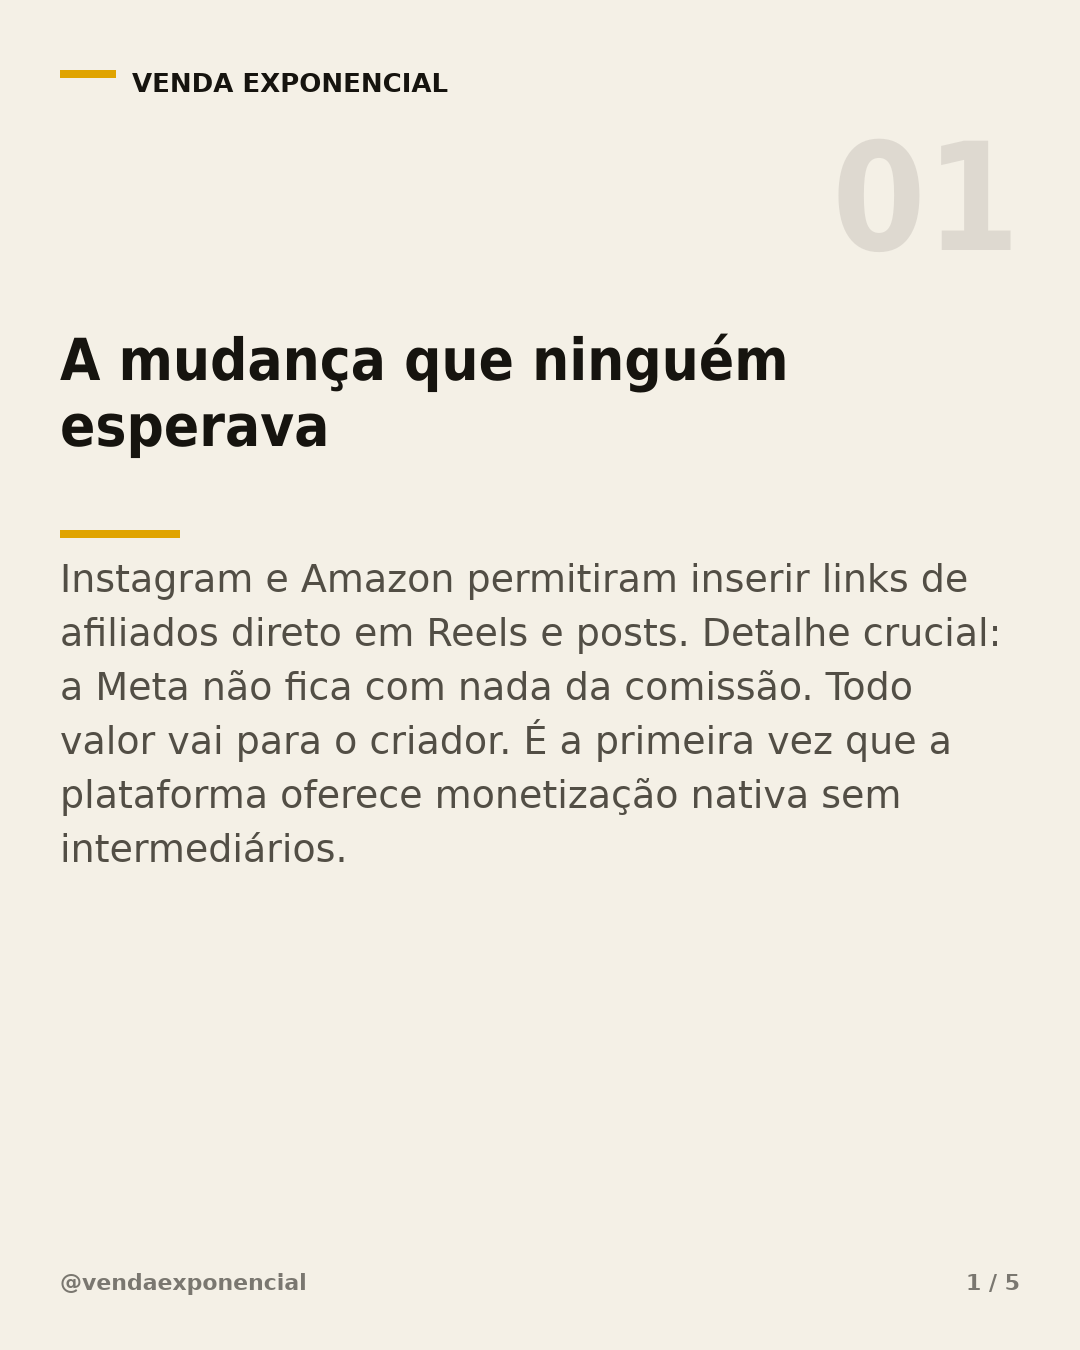 VENDA EXPONENCIAL
01
A mudança que ninguém
esperava
Instagram e Amazon permitiram inserir links de
afiliados direto em Reels e posts. Detalhe crucial:
a Meta não fica com nada da comissão. Todo
valor vai para o criador. É a primeira vez que a
plataforma oferece monetização nativa sem
intermediários.
@vendaexponencial
1 / 5